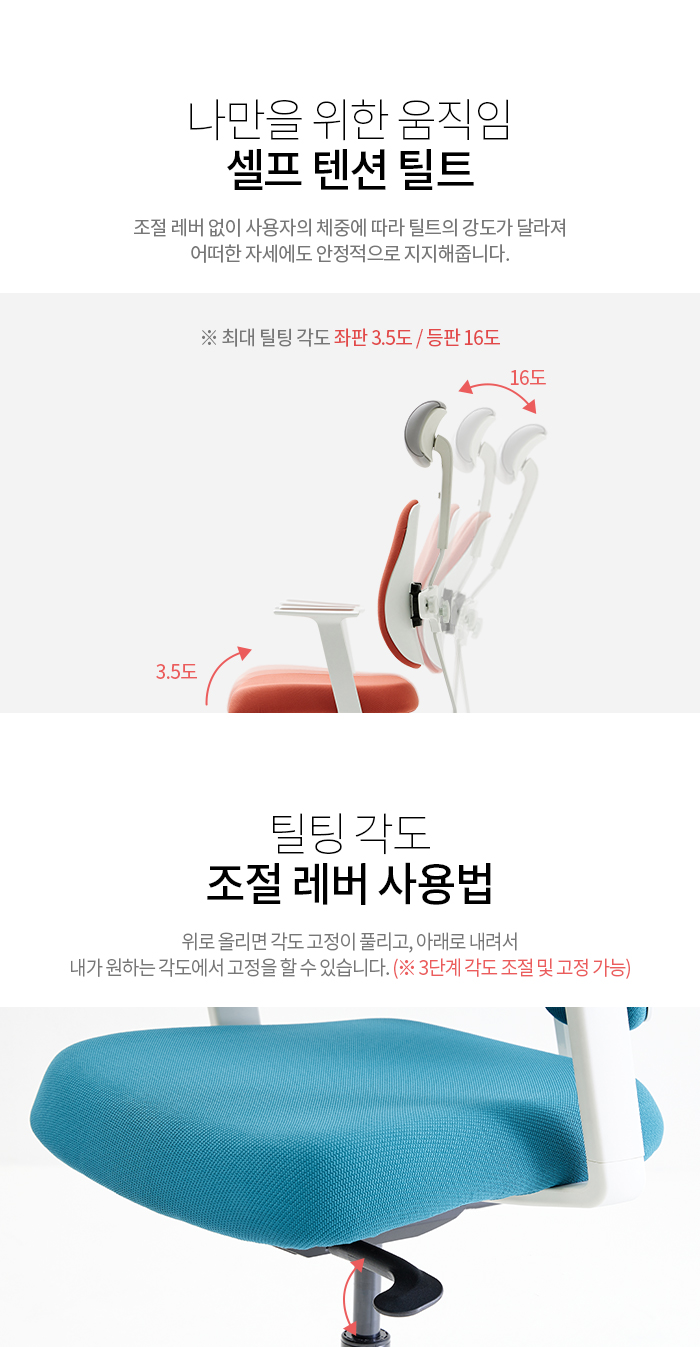 나만을 위한 움직임
셀프 텐션 틸트
조절 레버 없이 사용자의 체중에 따라 틸트의 강도가 달라져
어떠한 자세에도 안정적으로 지지해줍니다.
※ 최대 틸팅 각도 좌판 3.5도 / 등판 16도
16도
3.5도
틸팅 각도
조절 레버 사용법
위로 올리면 각도 고정이 풀리고, 아래로 내려서
내가 원하는 각도에서 고정을 할 수 있습니다. (※ 3단계 각도 조절 및 고정 가능)